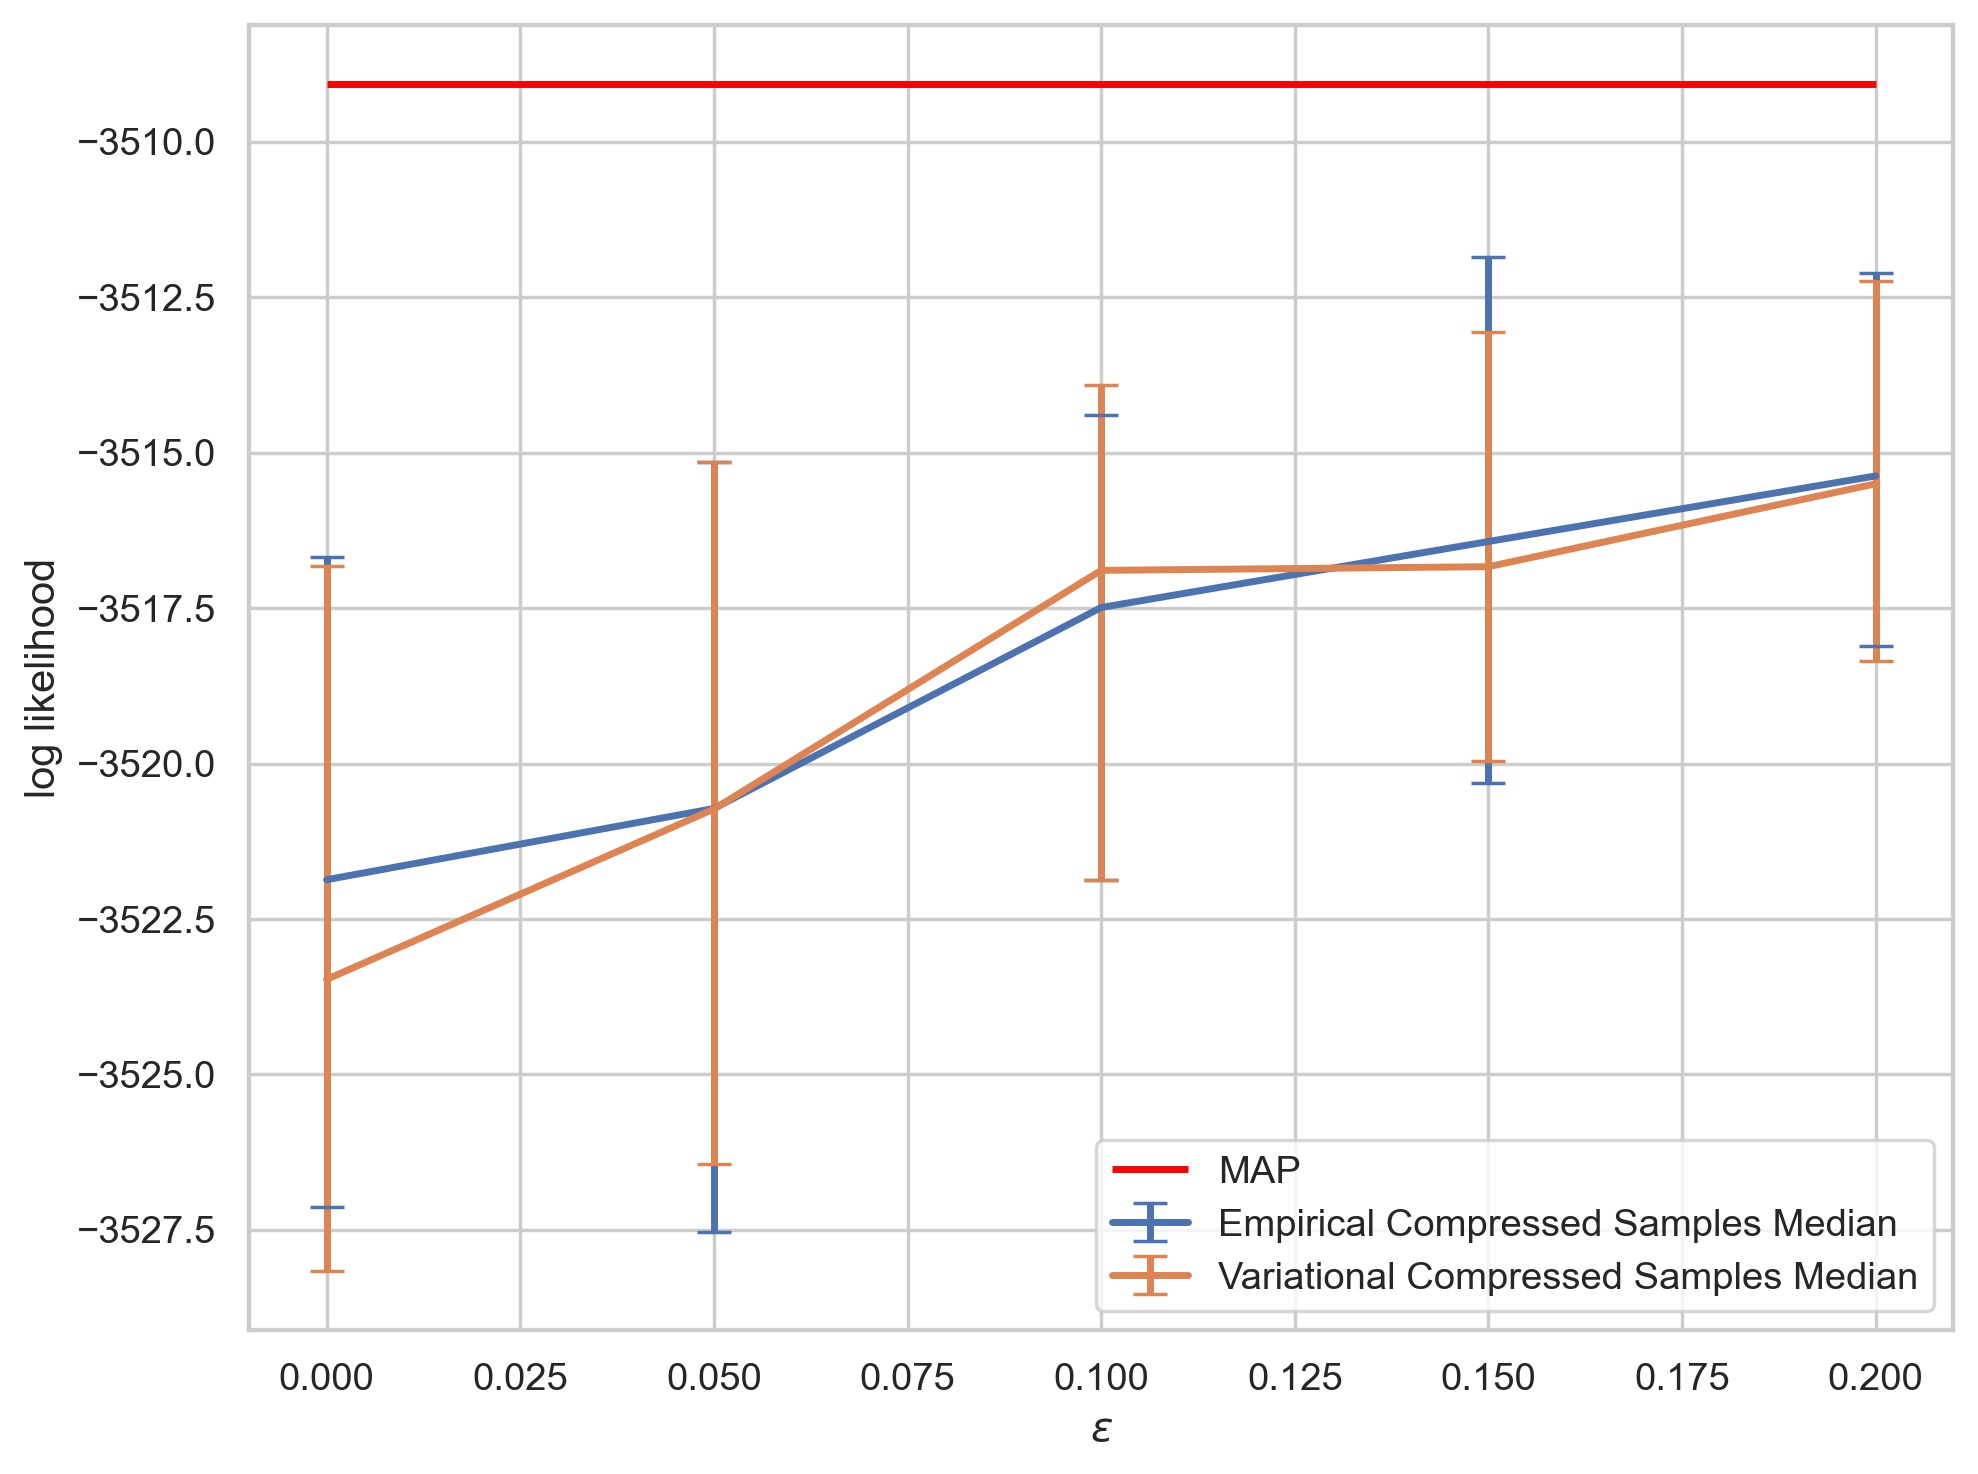 −3510.0
−3512.5
−3515.0
−3517.5
−3520.0
−3522.5
−3525.0
−3527.5
log likelihood
0.000 0.025 0.050 0.075 0.100 0.125 0.150 0.175 0.200
ε
MAP
Empirical Compressed Samples Median
Variational Compressed Samples Median